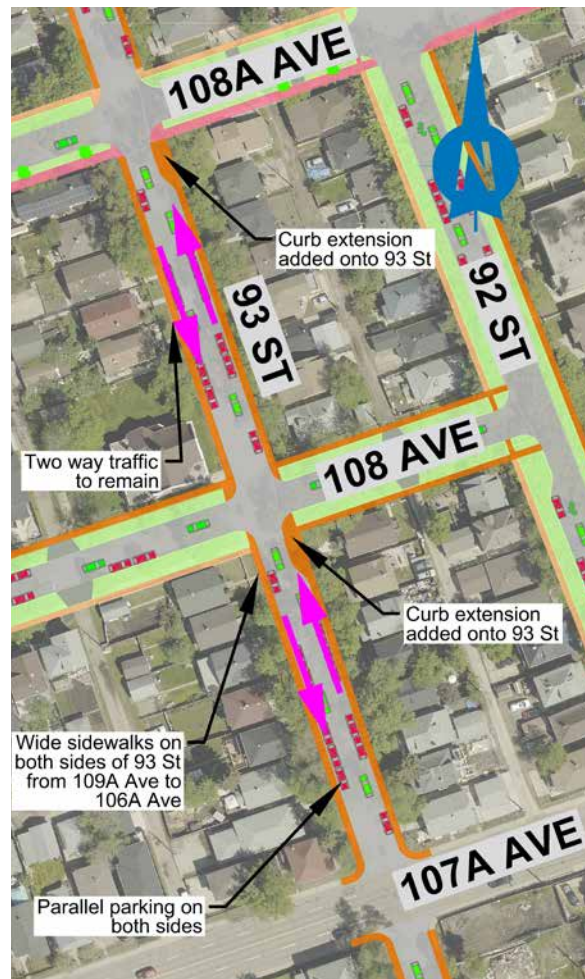 108A AVE
N
Curb extension
added onto 93 St
93 ST
92 ST
Two way traffic
to remain
108 AVE
Curb extension
added onto 93 St
Wide sidewalks on
both sides of 93 St
from 109A Ave to
106A Ave
107A AVE
Parallel parking on
both sides